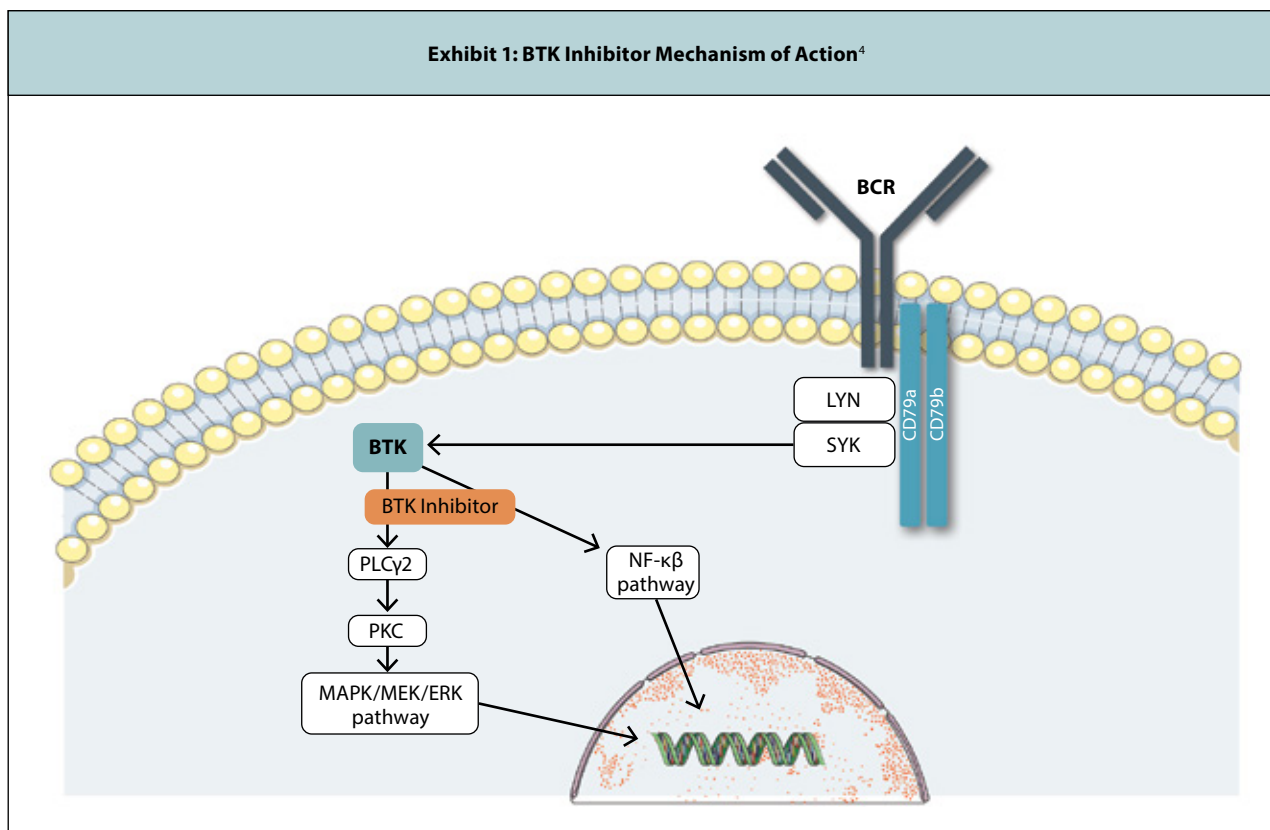 Exhibit 1: BTK Inhibitor Mechanism of Action⁴
BCR
LYN
SYK
CD79a
CD79b
BTK
BTK Inhibitor
PLCγ2
NF-κβ
pathway
PKC
MAPK/MEK/ERK
pathway